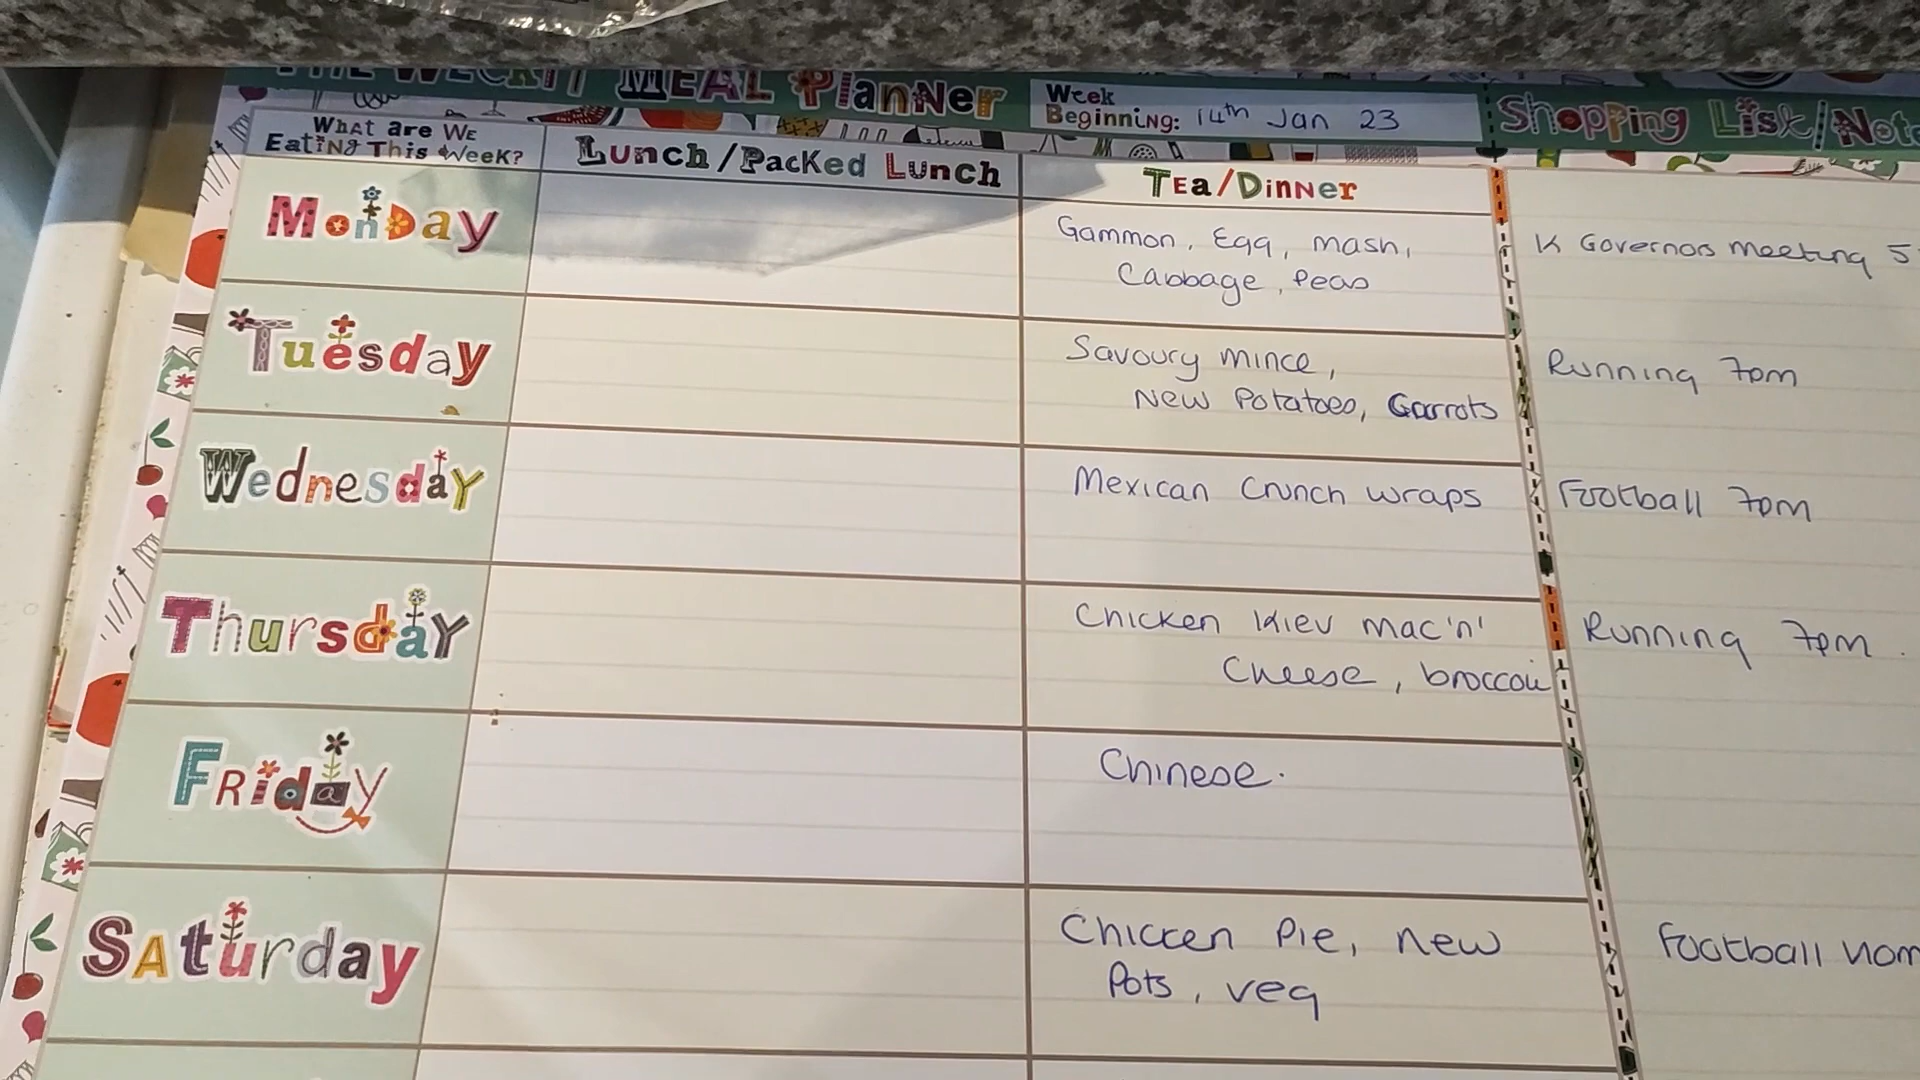 THE WEEKLY MEAL PLANNER
Week
Beginning: 14th Jan 23
Shopping List/Note
What are We
Eating This Week?
Lunch/Packed Lunch
Tea/Dinner
Monday
Gammon, Egg, mash,
Cabbage, Peas
K Governors meeting 5
Tuesday
Savoury mince,
New Potatoes, Carrots
Running 7pm
Wednesday
Mexican Crunch wraps
Football 7pm
Thursday
Chicken Kiev mac'n'
Cheese, broccoli
Running 7pm.
Friday
Chinese.
Saturday
Chicken Pie, new
Pots, veg
Football